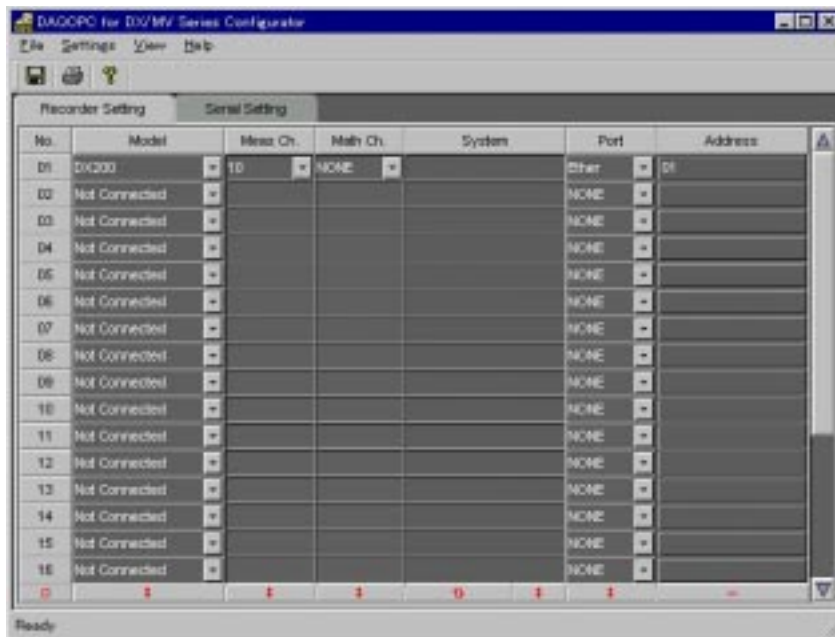 DAQOPC for DX/MV Series Configurator
File Settings View Help
Recorder Setting Serial Setting
No. Model Meas Ch. Math Ch. System Port Address
01 DX200 10 NONE Ether 01
02 Not Connected NONE
03 Not Connected NONE
04 Not Connected NONE
05 Not Connected NONE
06 Not Connected NONE
07 Not Connected NONE
08 Not Connected NONE
09 Not Connected NONE
10 Not Connected NONE
11 Not Connected NONE
12 Not Connected NONE
13 Not Connected NONE
14 Not Connected NONE
15 Not Connected NONE
16 Not Connected NONE
Ready